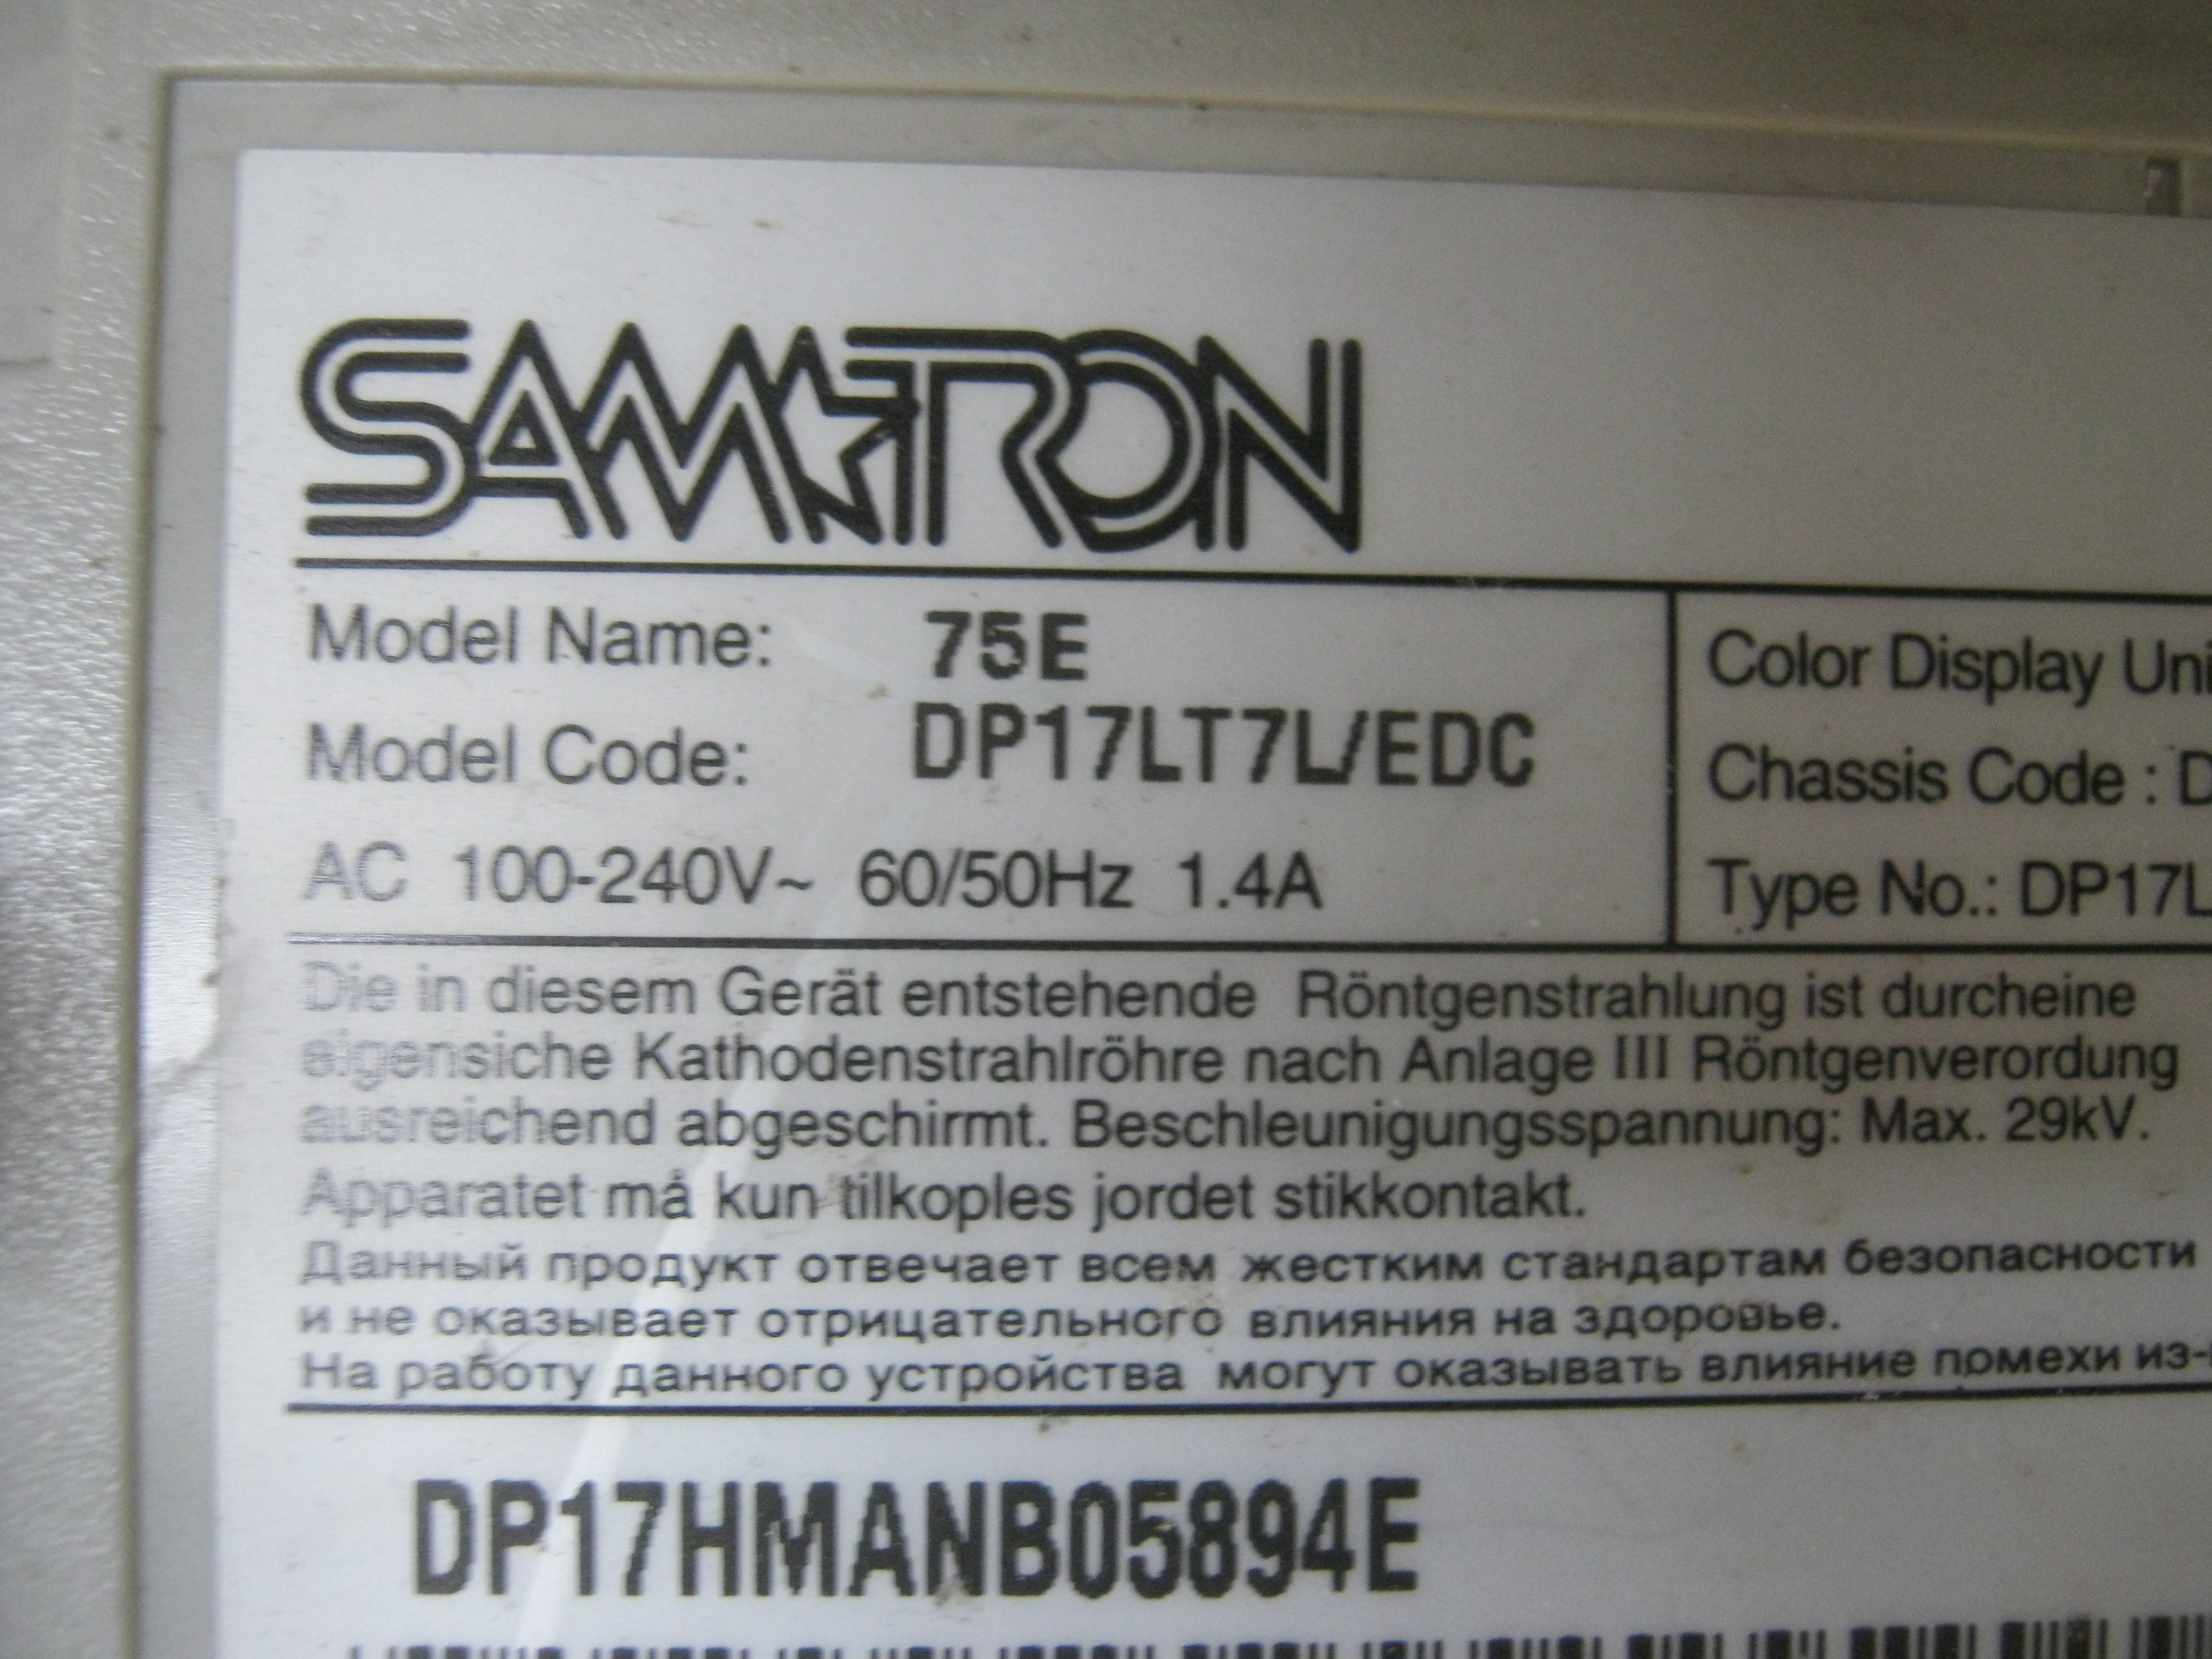 SAMTRON
Model Name: 75E
Model Code: DP17LT7L/EDC
AC 100-240V~ 60/50Hz 1.4A
Color Display Uni
Chassis Code : D
Type No.: DP17L
Die in diesem Gerät entstehende Röntgenstrahlung ist durcheine
eigensiche Kathodenstrahlröhre nach Anlage III Röntgenverordung
ausreichend abgeschirmt. Beschleunigungsspannung: Max. 29kV.
Apparatet må kun tilkoples jordet stikkontakt.
Данный продукт отвечает всем жестким стандартам безопасности
и не оказывает отрицательного влияния на здоровье.
На работу данного устройства могут оказывать влияние помехи из-
DP17HMANB05894E